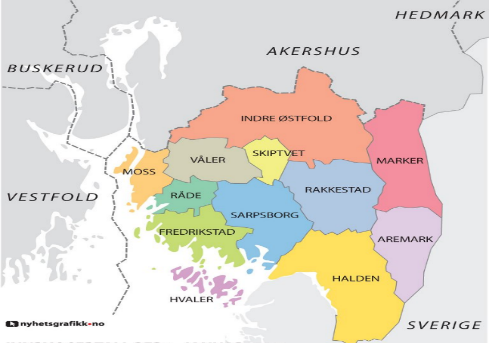 HEDMARK
AKERSHUS
BUSKERUD
INDRE ØSTFOLD
SKIPTVET
VÅLER
MARKER
MOSS
RAKKESTAD
VESTFOLD
RÅDE
SARPSBORG
FREDRIKSTAD
AREMARK
HALDEN
HVALER
nyhetsgrafikk-no
SVERIGE